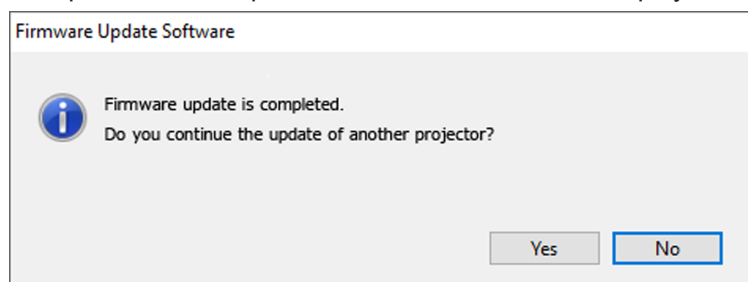 Firmware Update Software
Firmware update is completed.
Do you continue the update of another projector?
Yes
No